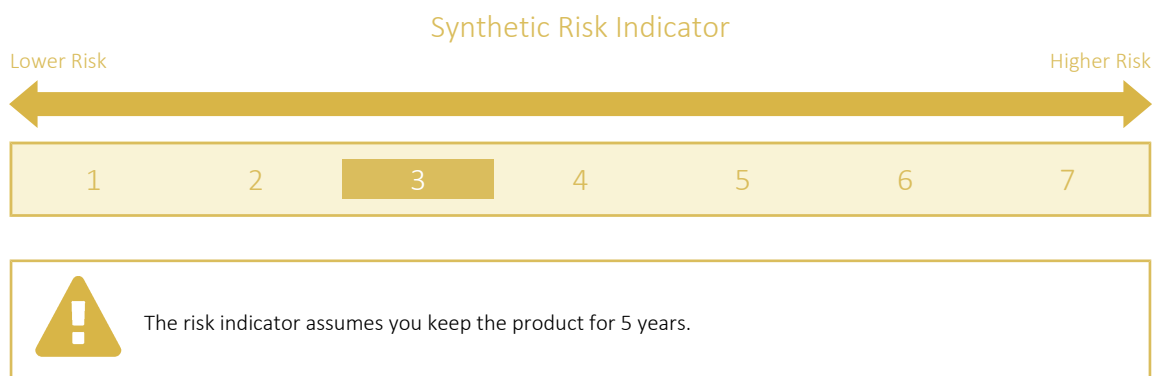 Synthetic Risk Indicator
Lower Risk Higher Risk
1 2 3 4 5 6 7
The risk indicator assumes you keep the product for 5 years.